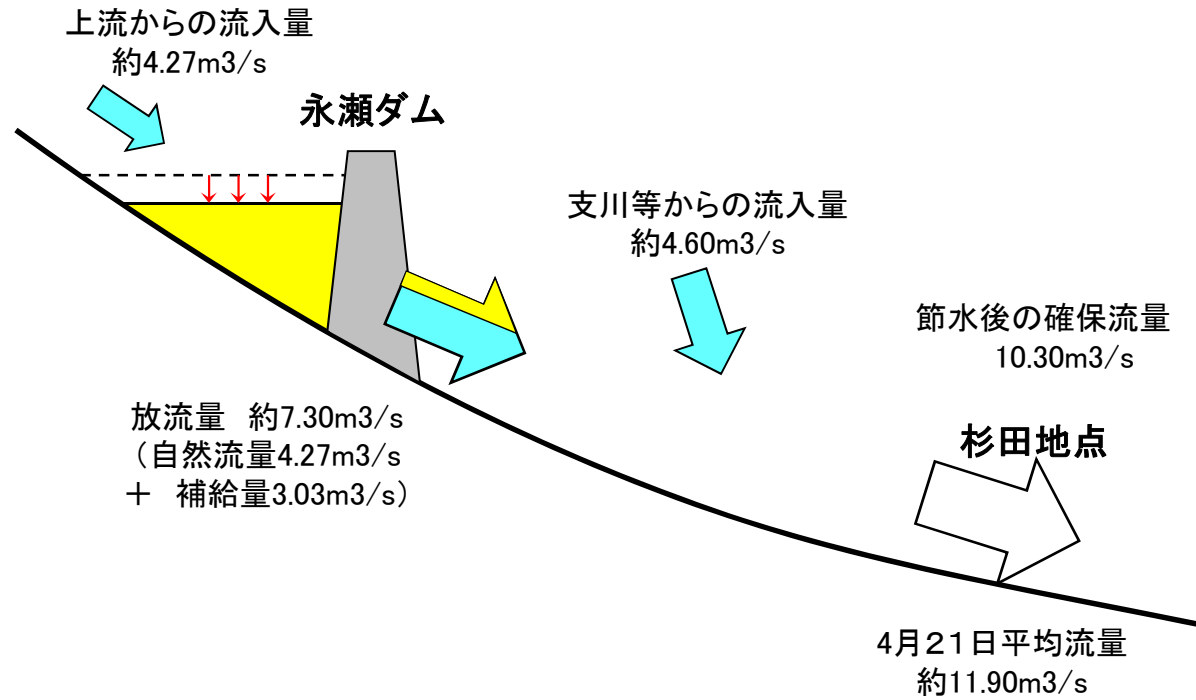 上流からの流入量
約4.27m3/s
永瀬ダム
支川等からの流入量
約4.60m3/s
節水後の確保流量
10.30m3/s
杉田地点
放流量　約7.30m3/s
（自然流量4.27m3/s
＋　補給量3.03m3/s）
4月２１日平均流量
約11.90m3/s